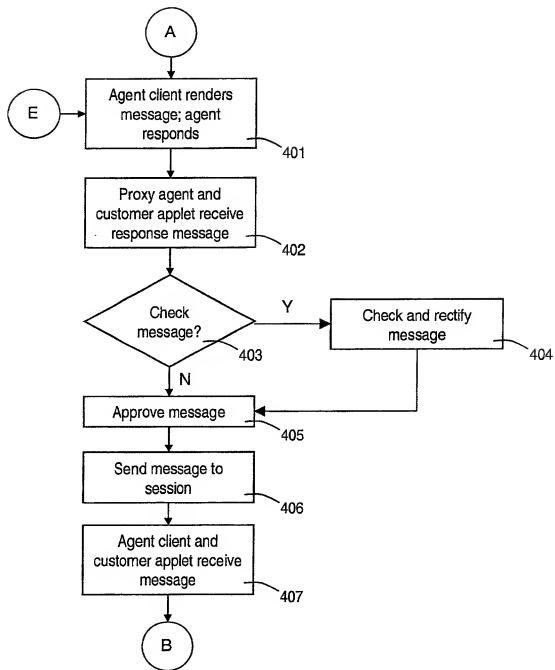 A
E
Agent client renders
message; agent
responds
401
Proxy agent and
customer applet receive
response message
402
Check
message?
403
Y
Check and rectify
message
404
N
Approve message
405
Send message to
session
406
Agent client and
customer applet receive
message
407
B